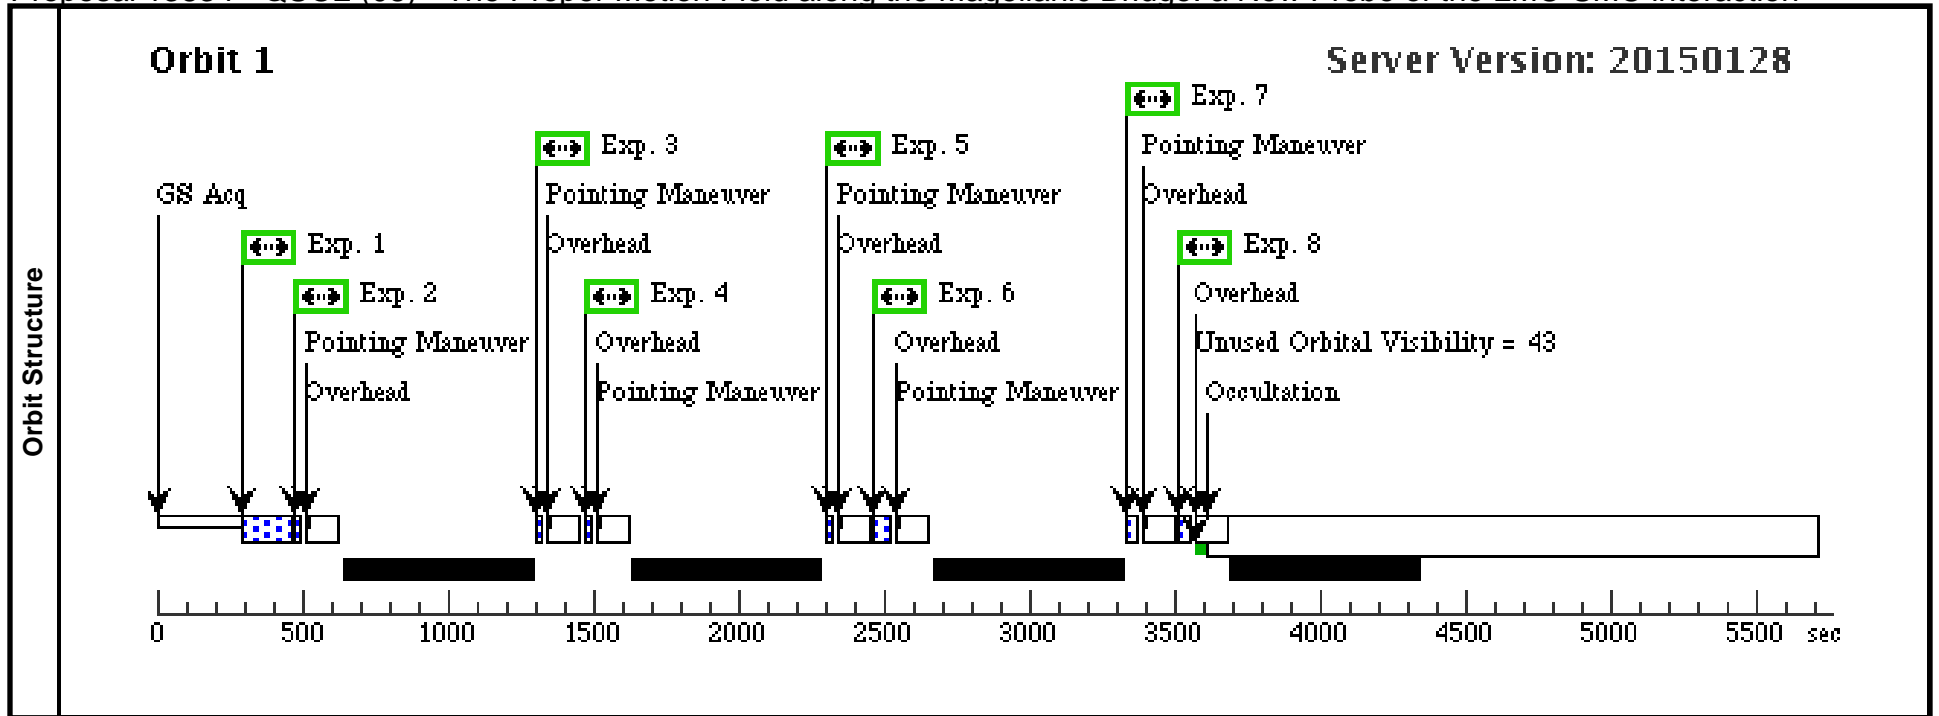 Orbit 1
Server Version: 20150128
Exp. 7
Exp. 3
Exp. 5
Pointing Maneuver
GS Acq
Pointing Maneuver
Pointing Maneuver
Overhead
Exp. 1
Overhead
Overhead
Exp. 8
Exp. 2
Exp. 4
Exp. 6
Overhead
Pointing Maneuver
Overhead
Overhead
Unused Orbital Visibility = 43
Overhead
Pointing Maneuver
Pointing Maneuver
Occultation
Orbit Structure
0 500 1000 1500 2000 2500 3000 3500 4000 4500 5000 5500 sec